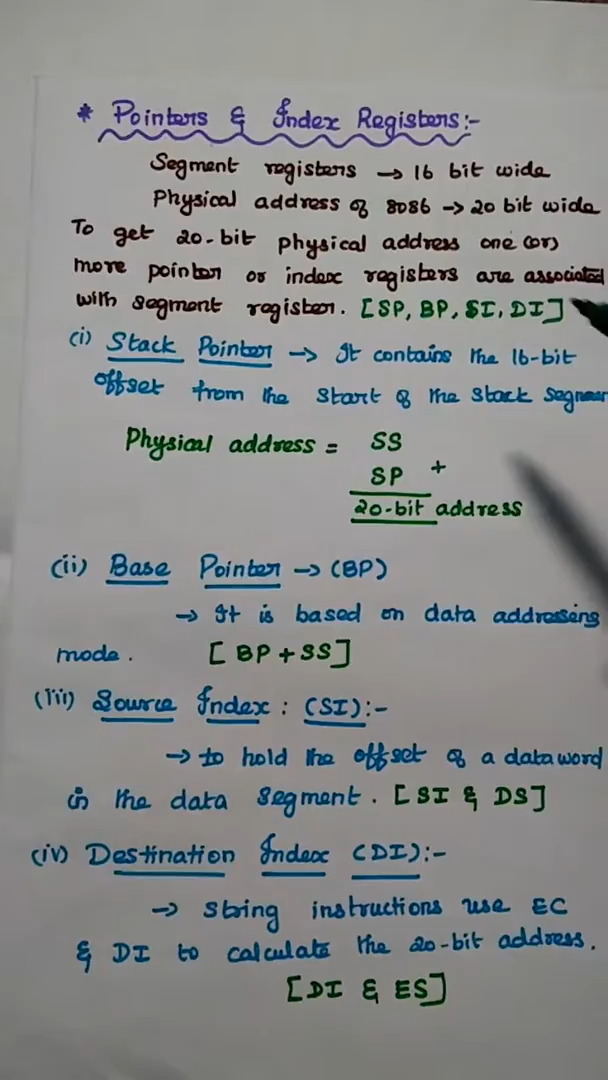 * Pointers & Index Registers:-
Segment registers → 16 bit wide
Physical address of 8086 → 20 bit wide
To get 20-bit physical address one (or)
more pointer or index registers are associated
with segment register. [SP, BP, SI, DI]
(i) Stack Pointer → It contains the 16-bit
offset from the start of the stack segment
Physical address = SS
SP +
20-bit address
(ii) Base Pointer → (BP)
→ It is based on data addressing
mode. [BP + SS]
(iii) Source Index : (SI):-
→ to hold the offset of a data word
in the data segment. [SI & DS]
(iv) Destination Index (DI):-
→ String instructions use EC
& DI to calculate the 20-bit address.
[DI & ES]